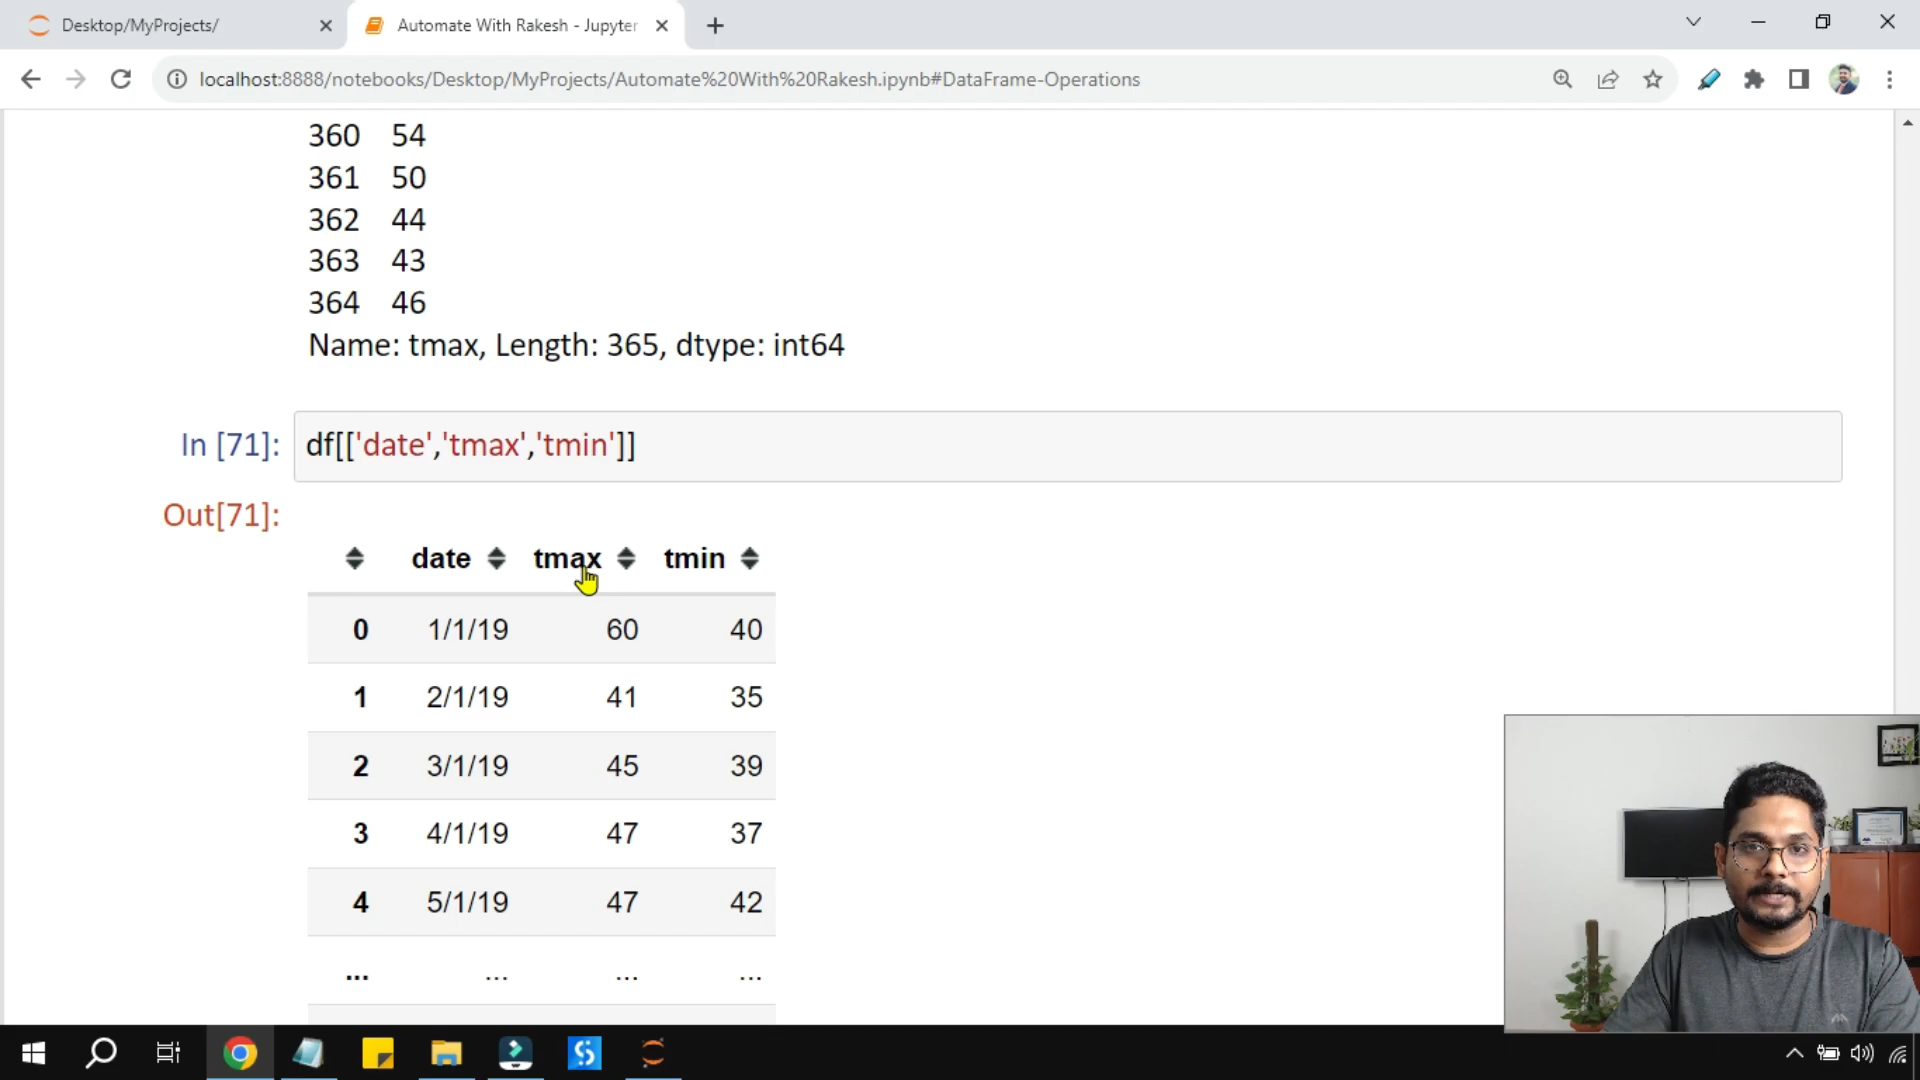 Desktop/MyProjects/
Automate With Rakesh - Jupyter
localhost:8888/notebooks/Desktop/MyProjects/Automate%20With%20Rakesh.ipynb#DataFrame-Operations
360 54
361 50
362 44
363 43
364 46
Name: tmax, Length: 365, dtype: int64
In [71]: df[['date','tmax','tmin']]
Out[71]:
date tmax tmin
0 1/1/19 60 40
1 2/1/19 41 35
2 3/1/19 45 39
3 4/1/19 47 37
4 5/1/19 47 42
... ... ... ...